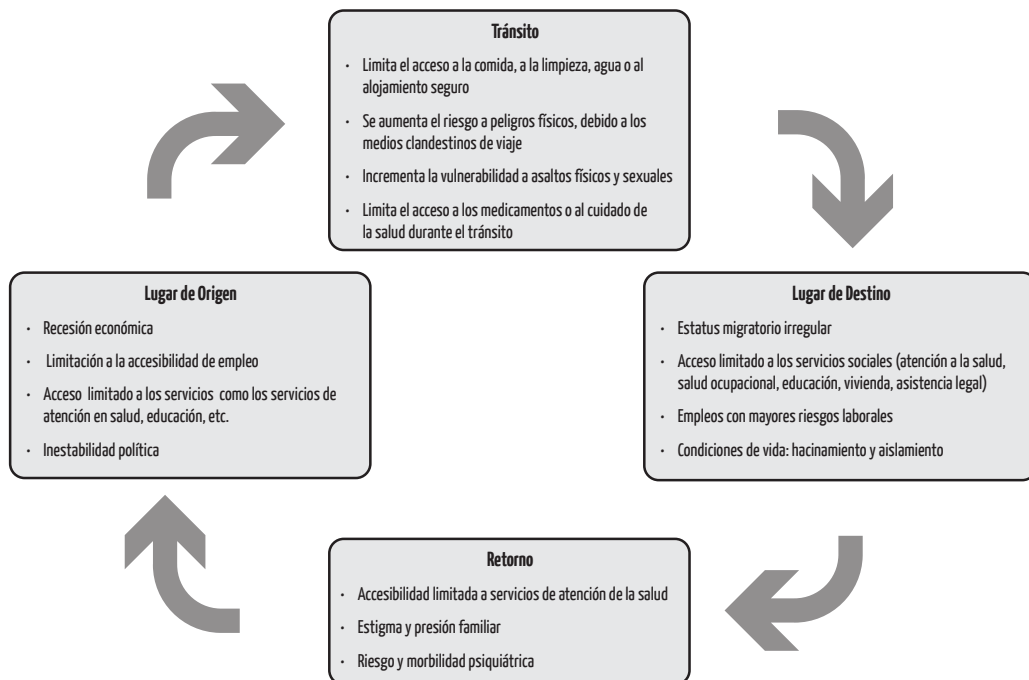 Tránsito
· Limita el acceso a la comida, a la limpieza, agua o al
alojamiento seguro
· Se aumenta el riesgo a peligros físicos, debido a los
medios clandestinos de viaje
· Incrementa la vulnerabilidad a asaltos físicos y sexuales
· Limita el acceso a los medicamentos o al cuidado de
la salud durante el tránsito
Lugar de Origen
· Recesión económica
· Limitación a la accesibilidad de empleo
· Acceso limitado a los servicios como los servicios de
atención en salud, educación, etc.
· Inestabilidad política
Lugar de Destino
· Estatus migratorio irregular
· Acceso limitado a los servicios sociales (atención a la salud,
salud ocupacional, educación, vivienda, asistencia legal)
· Empleos con mayores riesgos laborales
· Condiciones de vida: hacinamiento y aislamiento
Retorno
· Accesibilidad limitada a servicios de atención de la salud
· Estigma y presión familiar
· Riesgo y morbilidad psiquiátrica